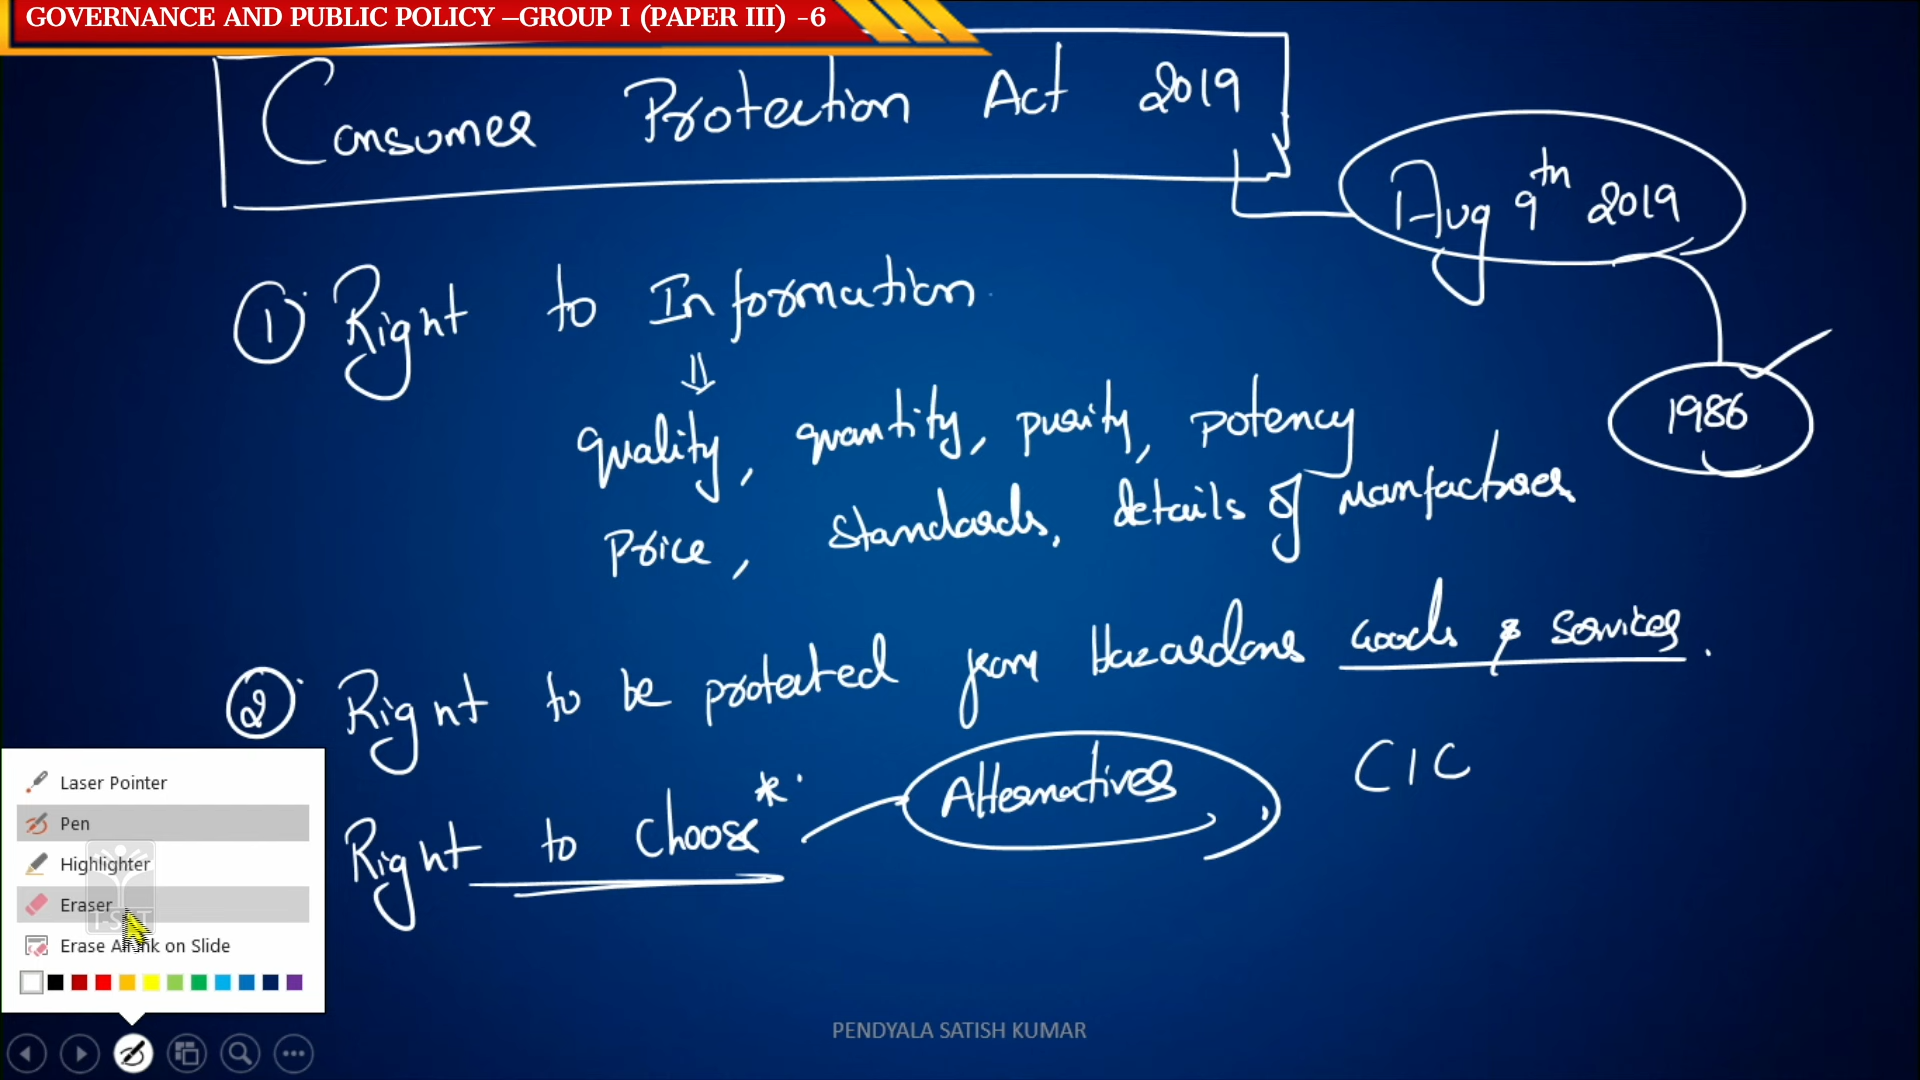 GOVERNANCE AND PUBLIC POLICY –GROUP I (PAPER III) -6
Consumer Protection Act 2019
Aug 9th 2019
1986
① Right to Information
⇓
quality, quantity, purity, potency
Price, standards, details of Manfacturer
② Right to be protected from Hazardous Goods & Services.
Right to choose* Alternatives CIC
Laser Pointer
Pen
Highlighter
Eraser
Erase All Ink on Slide
T-SAT
PENDYALA SATISH KUMAR